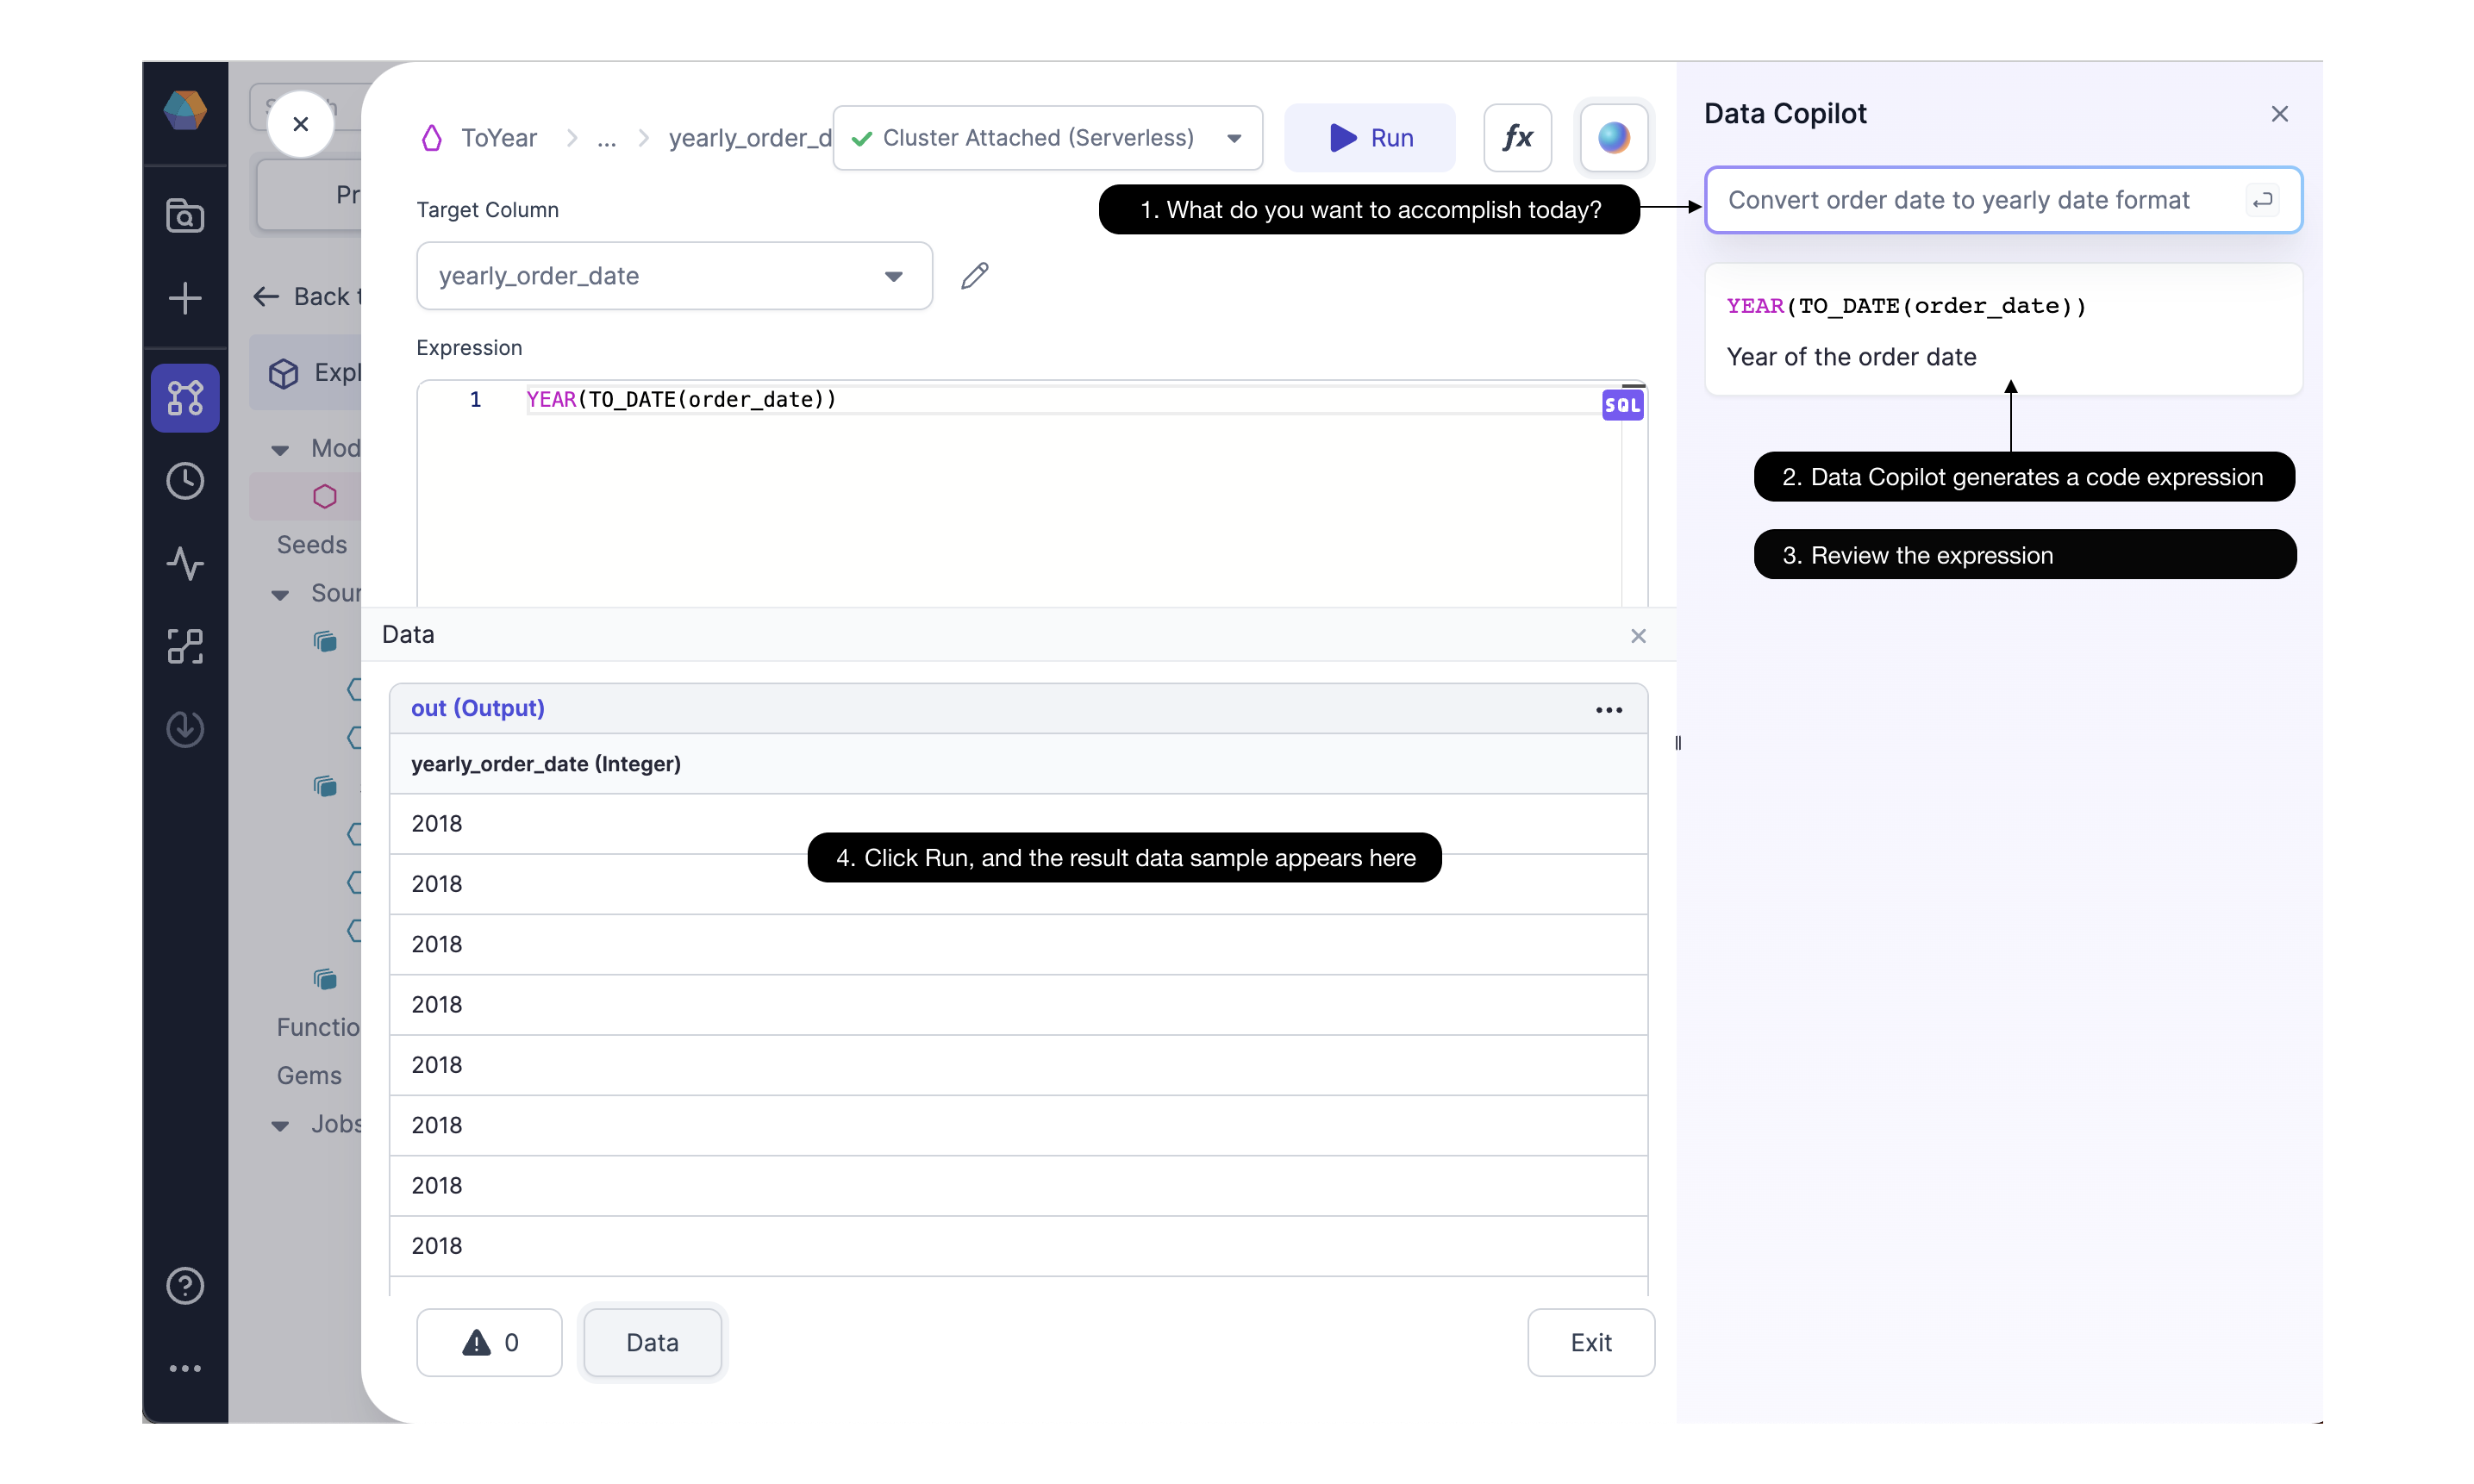 ToYear > ... > yearly_order_d
Cluster Attached (Serverless)
Run
fx
Data Copilot
1. What do you want to accomplish today?
Convert order date to yearly date format
Target Column
yearly_order_date
Expression
1 YEAR(TO_DATE(order_date))
SQL
YEAR(TO_DATE(order_date))
Year of the order date
2. Data Copilot generates a code expression
3. Review the expression
Back t
Expl
Mod
Seeds
Sour
Functio
Gems
Jobs
Pr
Data
out (Output)
yearly_order_date (Integer)
2018
2018
2018
2018
2018
2018
2018
2018
4. Click Run, and the result data sample appears here
0
Data
Exit